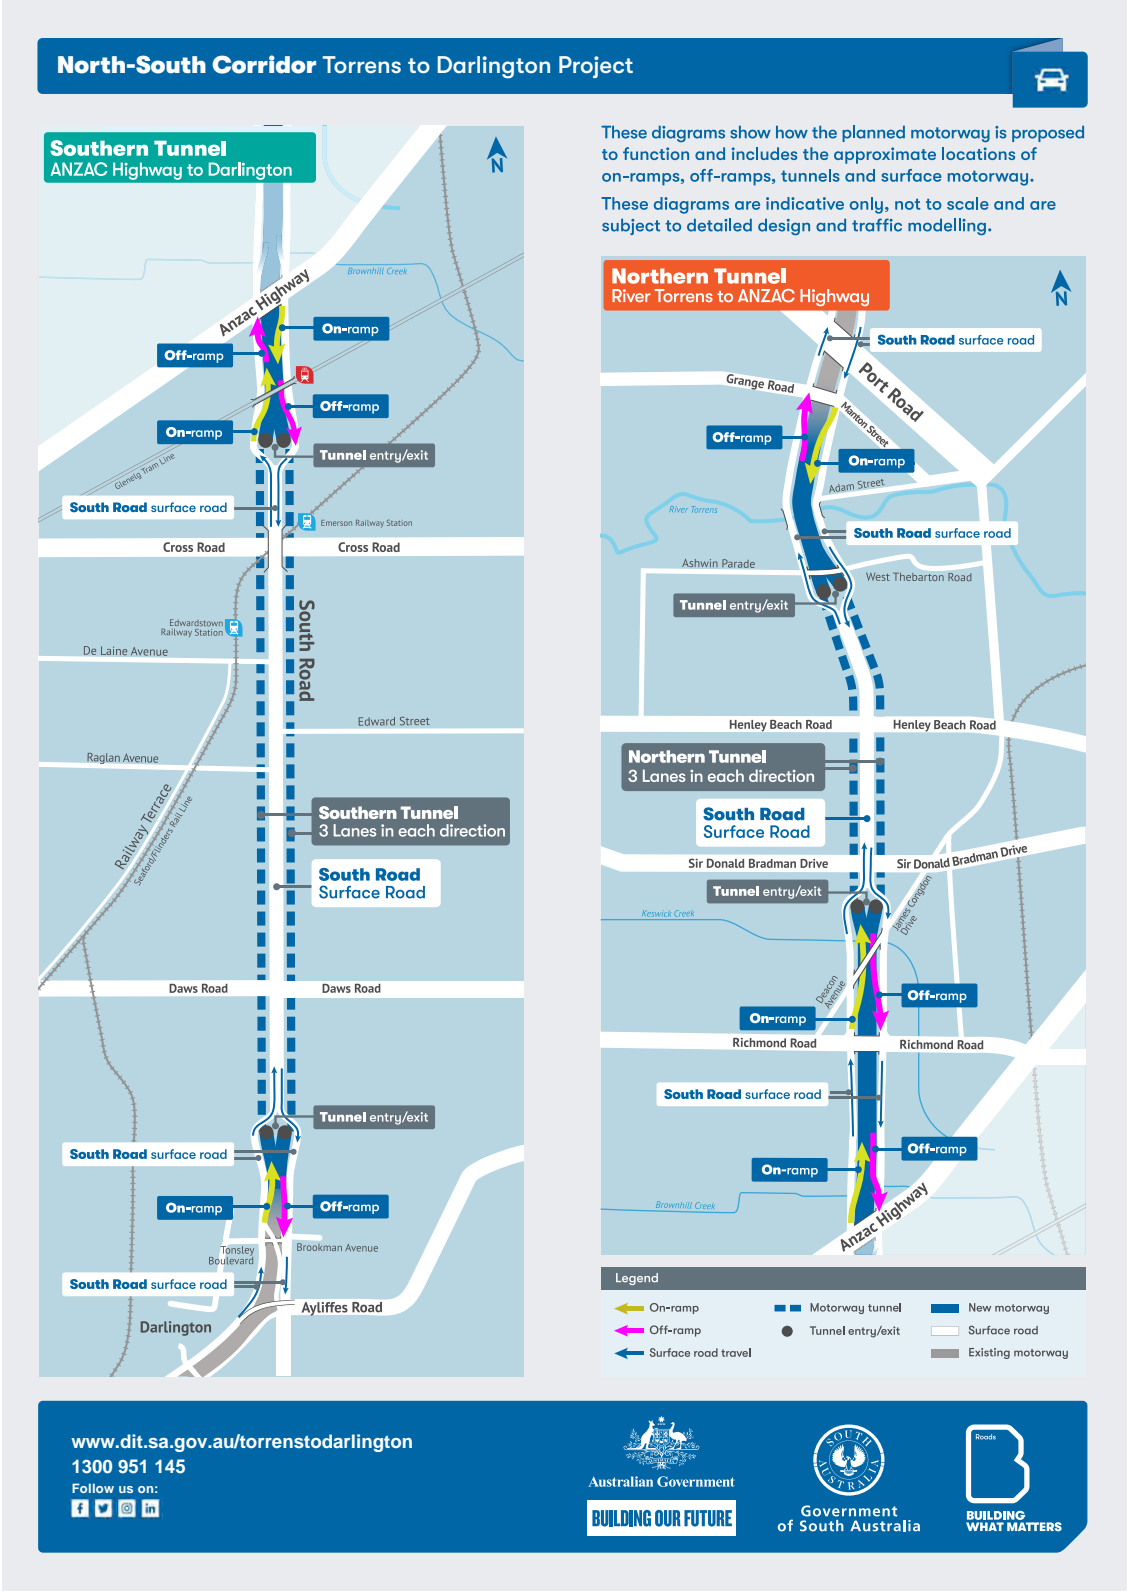 North-South Corridor Torrens to Darlington Project
Southern Tunnel
ANZAC Highway to Darlington
N
Brownhill Creek
Anzac Highway
On-ramp
Off-ramp
Off-ramp
On-ramp
Tunnel entry/exit
Glenelg Tram Line
South Road surface road
Emerson Railway Station
Cross Road
Cross Road
South Road
Edwardstown
Railway Station
De Laine Avenue
Edward Street
Raglan Avenue
Railway Terrace
Seaford/Flinders Rail Line
Southern Tunnel
3 Lanes in each direction
South Road
Surface Road
Daws Road
Daws Road
Tunnel entry/exit
South Road surface road
On-ramp
Off-ramp
Tonsley
Boulevard
Brookman Avenue
South Road surface road
Ayliffes Road
Darlington
These diagrams show how the planned motorway is proposed
to function and includes the approximate locations of
on-ramps, off-ramps, tunnels and surface motorway.
These diagrams are indicative only, not to scale and are
subject to detailed design and traffic modelling.
Northern Tunnel
River Torrens to ANZAC Highway
N
South Road surface road
Port Road
Grange Road
Manton Street
Off-ramp
On-ramp
Adam Street
River Torrens
South Road surface road
Ashwin Parade
West Thebarton Road
Tunnel entry/exit
Henley Beach Road
Henley Beach Road
Northern Tunnel
3 Lanes in each direction
South Road
Surface Road
Sir Donald Bradman Drive
Sir Donald Bradman Drive
Tunnel entry/exit
James Congdon
Drive
Keswick Creek
Deacon
Avenue
Off-ramp
On-ramp
Richmond Road
Richmond Road
South Road surface road
Off-ramp
On-ramp
Brownhill Creek
Anzac Highway
Legend
On-ramp
Motorway tunnel
New motorway
Off-ramp
Tunnel entry/exit
Surface road
Surface road travel
Existing motorway
www.dit.sa.gov.au/torrenstodarlington
1300 951 145
Follow us on:
Australian Government
BUILDING OUR FUTURE
SOUTH
AUSTRALIA
Government
of South Australia
Roads
BUILDING
WHAT MATTERS